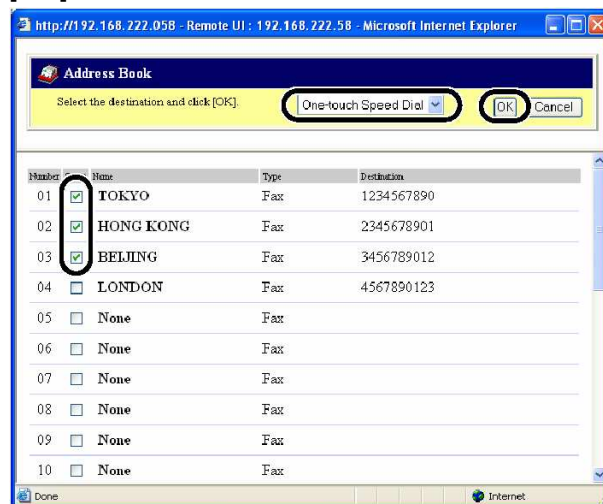 http://192.168.222.058 - Remote UI : 192.168.222.58 - Microsoft Internet Explorer
Address Book
Select the destination and click [OK].
One-touch Speed Dial
OK
Cancel
Number Name Type Destination
01 TOKYO Fax 1234567890
02 HONG KONG Fax 2345678901
03 BEIJING Fax 3456789012
04 LONDON Fax 4567890123
05 None Fax
06 None Fax
07 None Fax
08 None Fax
09 None Fax
10 None Fax
Done
Internet